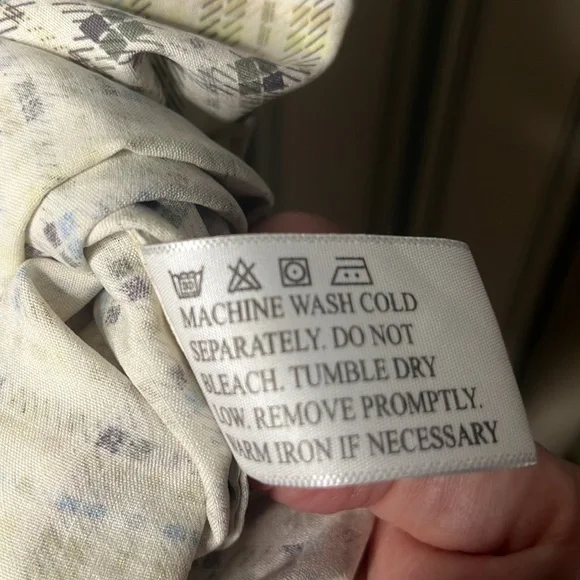 MACHINE WASH COLD
SEPARATELY. DO NOT
BLEACH. TUMBLE DRY
LOW. REMOVE PROMPTLY.
WARM IRON IF NECESSARY